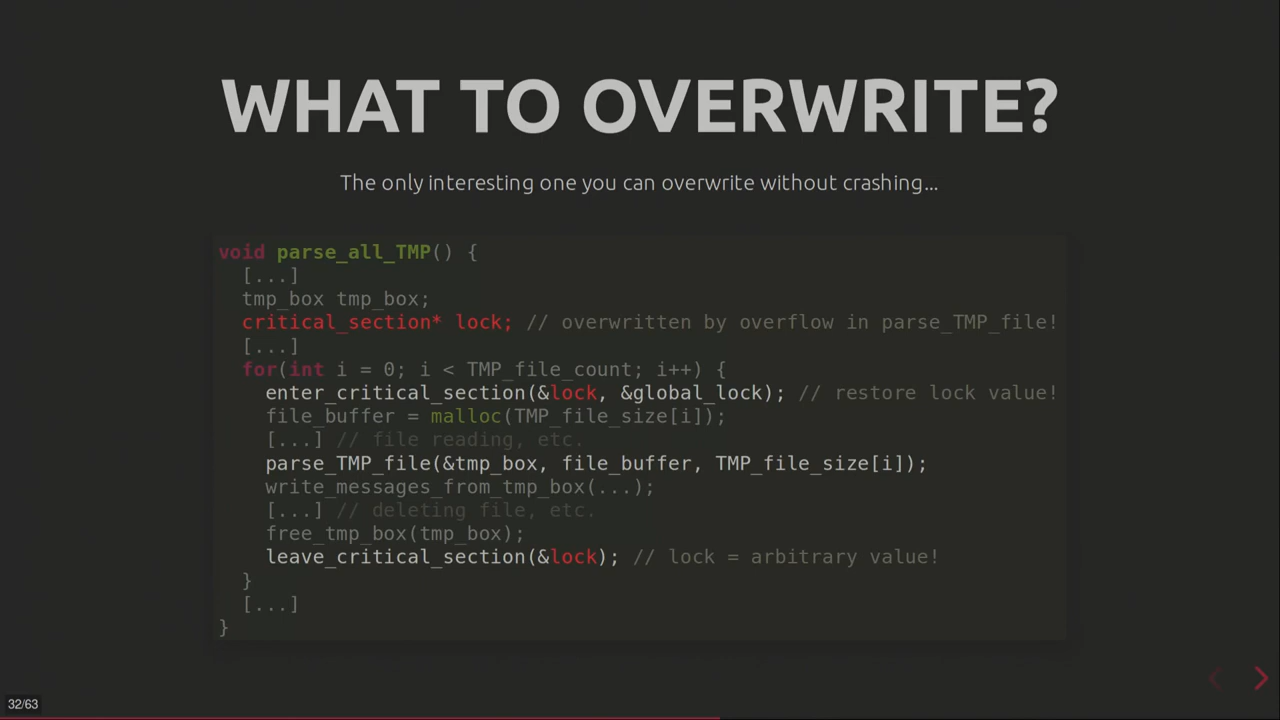 WHAT TO OVERWRITE?
The only interesting one you can overwrite without crashing...
void parse_all_TMP() {
  [...]
  tmp_box tmp_box;
  critical_section* lock; // overwritten by overflow in parse_TMP_file!
  [...]
  for(int i = 0; i < TMP_file_count; i++) {
    enter_critical_section(&lock, &global_lock); // restore lock value!
    file_buffer = malloc(TMP_file_size[i]);
    [...] // file reading, etc.
    parse_TMP_file(&tmp_box, file_buffer, TMP_file_size[i]);
    write_messages_from_tmp_box(...);
    [...] // deleting file, etc.
    free_tmp_box(tmp_box);
    leave_critical_section(&lock); // lock = arbitrary value!
  }
  [...]
}
32/63